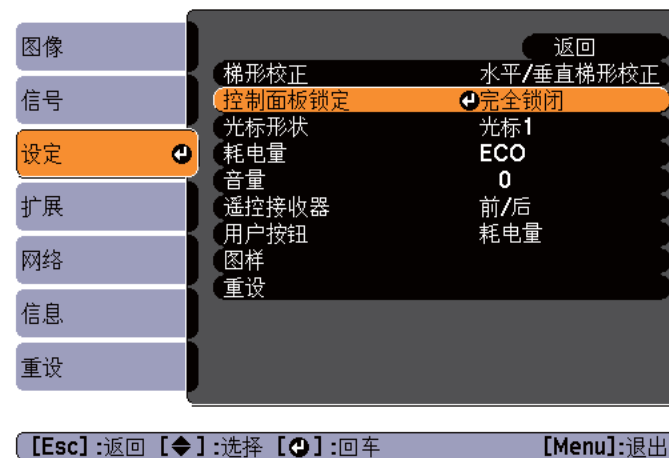 图像
信号
设定
扩展
网络
信息
重设
返回
梯形校正 水平/垂直梯形校正
控制面板锁定 完全锁闭
光标形状 光标1
耗电量 ECO
音量 0
遥控接收器 前/后
用户按钮 耗电量
图样
重设
[Esc]:返回 [◆]:选择 [⏎]:回车 [Menu]:退出